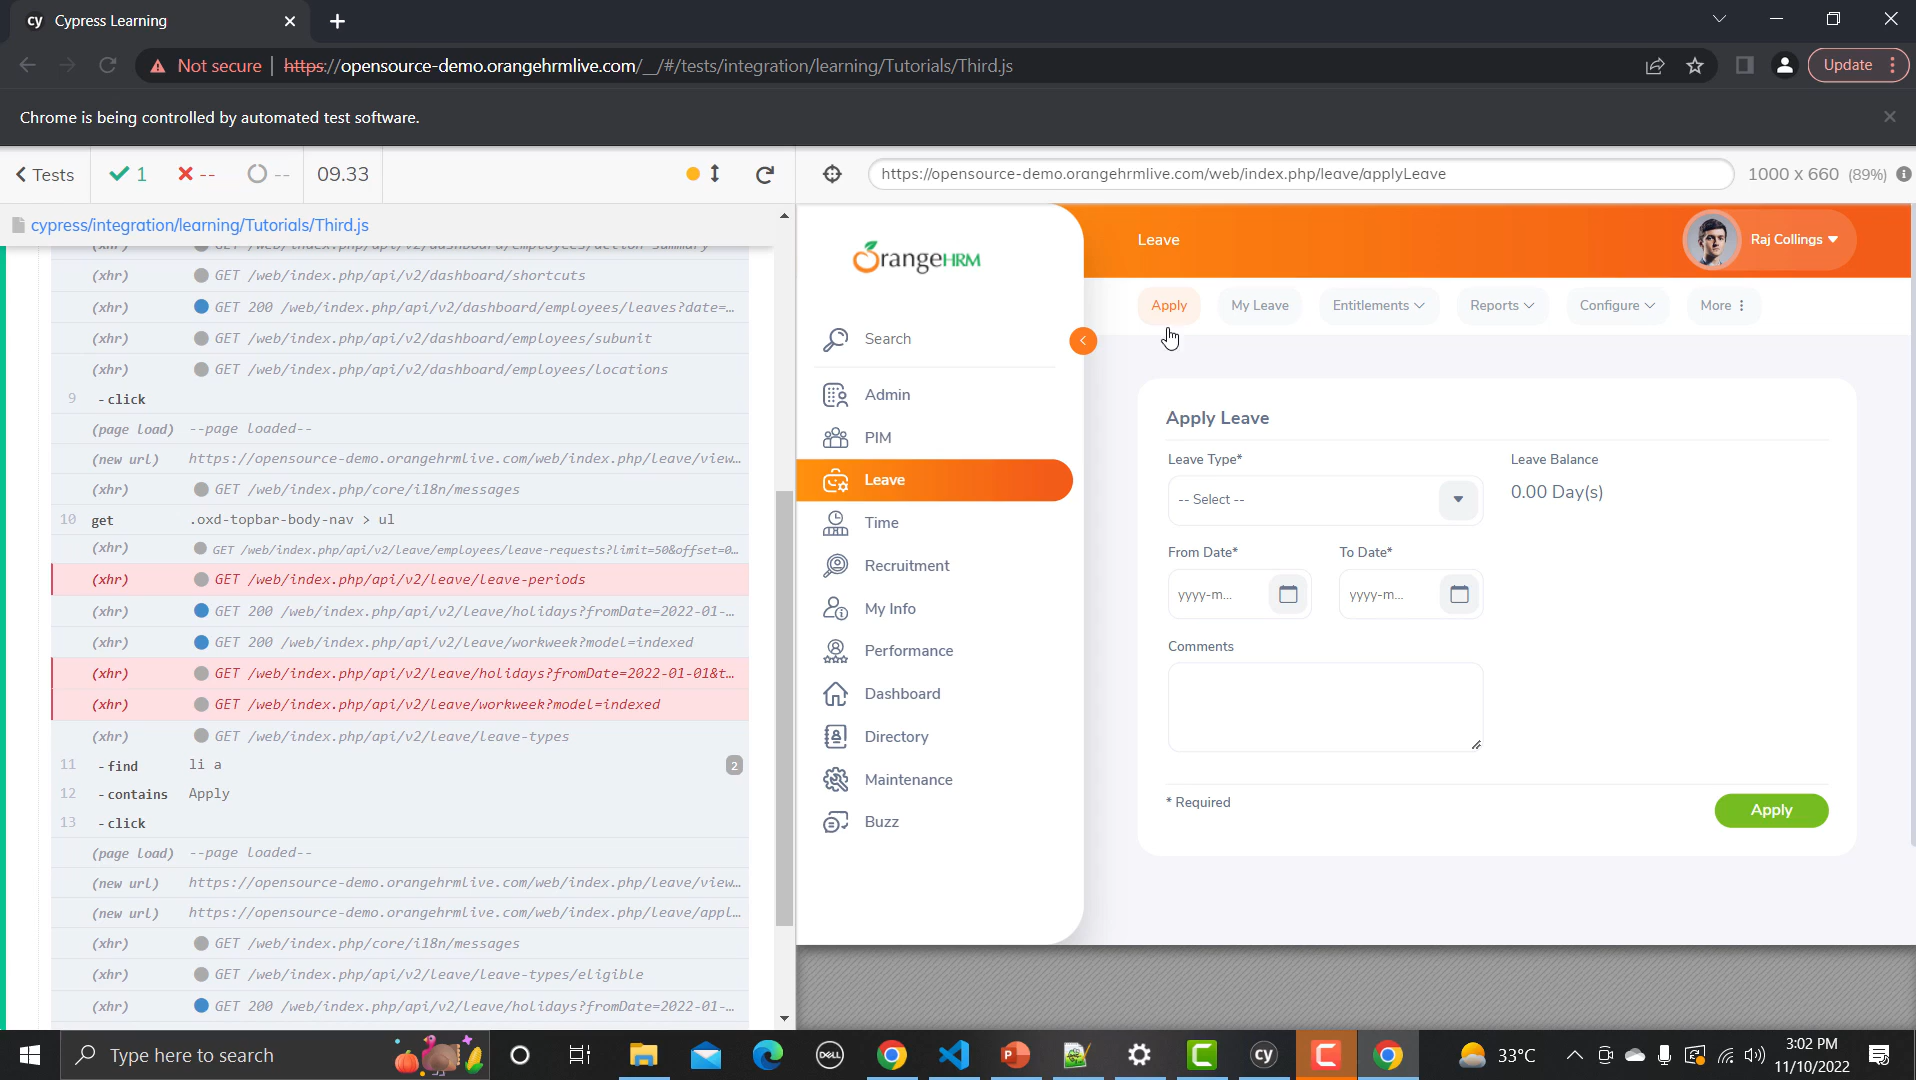 cy Cypress Learning
Not secure https://opensource-demo.orangehrmlive.com/__/#/tests/integration/learning/Tutorials/Third.js
Update
Chrome is being controlled by automated test software.
Tests 1 -- -- 09.33
https://opensource-demo.orangehrmlive.com/web/index.php/leave/applyLeave
1000 x 660 (89%)
cypress/integration/learning/Tutorials/Third.js
(xhr) GET /web/index.php/api/v2/dashboard/employees/action-summary
(xhr) GET /web/index.php/api/v2/dashboard/shortcuts
(xhr) GET 200 /web/index.php/api/v2/dashboard/employees/leaves?date=…
(xhr) GET /web/index.php/api/v2/dashboard/employees/subunit
(xhr) GET /web/index.php/api/v2/dashboard/employees/locations
9 -click
(page load) --page loaded--
(new url) https://opensource-demo.orangehrmlive.com/web/index.php/leave/view…
(xhr) GET /web/index.php/core/i18n/messages
10 get .oxd-topbar-body-nav > ul
(xhr) GET /web/index.php/api/v2/leave/employees/leave-requests?limit=50&offset=0…
(xhr) GET /web/index.php/api/v2/leave/leave-periods
(xhr) GET 200 /web/index.php/api/v2/leave/holidays?fromDate=2022-01-…
(xhr) GET 200 /web/index.php/api/v2/leave/workweek?model=indexed
(xhr) GET /web/index.php/api/v2/leave/holidays?fromDate=2022-01-01&t…
(xhr) GET /web/index.php/api/v2/leave/workweek?model=indexed
(xhr) GET /web/index.php/api/v2/leave/leave-types
11 -find li a 2
12 -contains Apply
13 -click
(page load) --page loaded--
(new url) https://opensource-demo.orangehrmlive.com/web/index.php/leave/view…
(new url) https://opensource-demo.orangehrmlive.com/web/index.php/leave/appl…
(xhr) GET /web/index.php/core/i18n/messages
(xhr) GET /web/index.php/api/v2/leave/leave-types/eligible
(xhr) GET 200 /web/index.php/api/v2/leave/holidays?fromDate=2022-01-…
OrangeHRM
Search
Admin
PIM
Leave
Time
Recruitment
My Info
Performance
Dashboard
Directory
Maintenance
Buzz
Leave
Raj Collings
Apply My Leave Entitlements Reports Configure More
Apply Leave
Leave Type* Leave Balance
-- Select -- 0.00 Day(s)
From Date* To Date*
yyyy-m... yyyy-m...
Comments
* Required Apply
Type here to search
DELL
cy
33°C
3:02 PM
11/10/2022